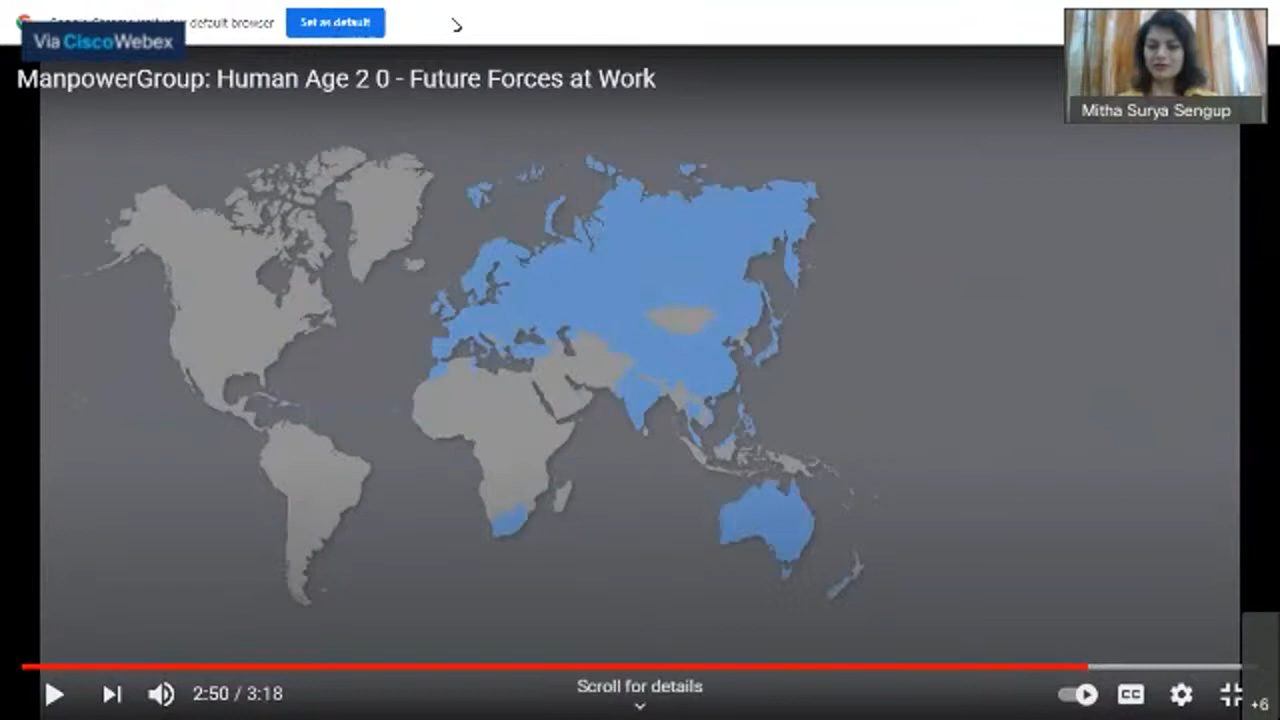 default browser
Set as default
Via CiscoWebex
ManpowerGroup: Human Age 2 0 - Future Forces at Work
Mitha Surya Sengup
2:50 / 3:18
Scroll for details
CC
+6